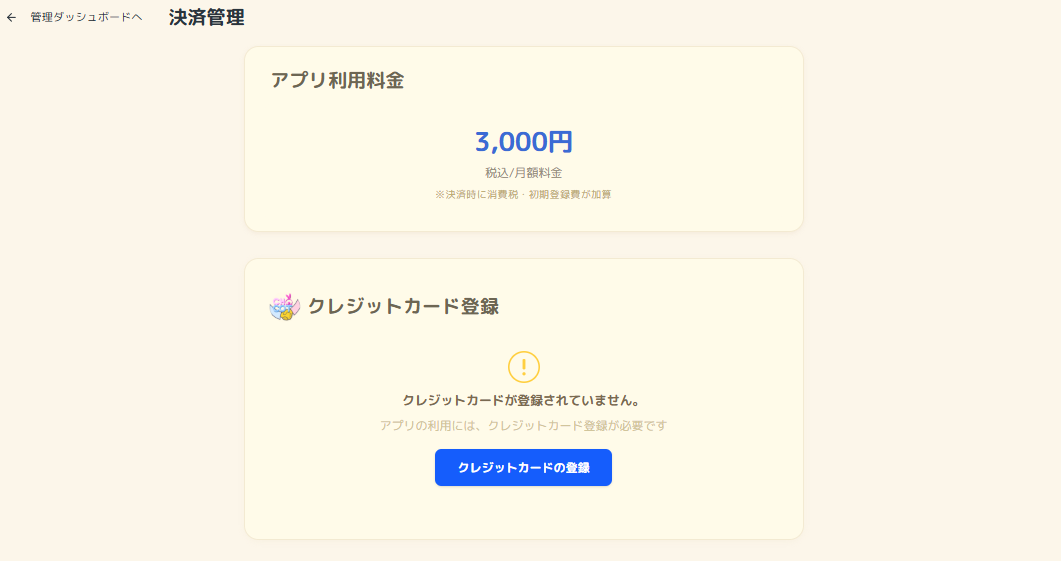 ← 管理ダッシュボードへ 決済管理
アプリ利用料金
3,000円
税込/月額料金
※決済時に消費税・初期登録費が加算
クレジットカード登録
クレジットカードが登録されていません。
アプリの利用には、クレジットカード登録が必要です
クレジットカードの登録